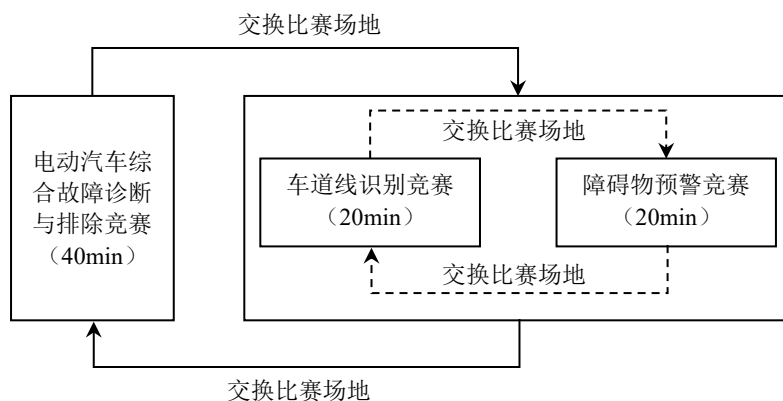 交换比赛场地
电动汽车综
合故障诊断
与排除竞赛
（40min）
交换比赛场地
车道线识别竞赛
（20min）
障碍物预警竞赛
（20min）
交换比赛场地
交换比赛场地